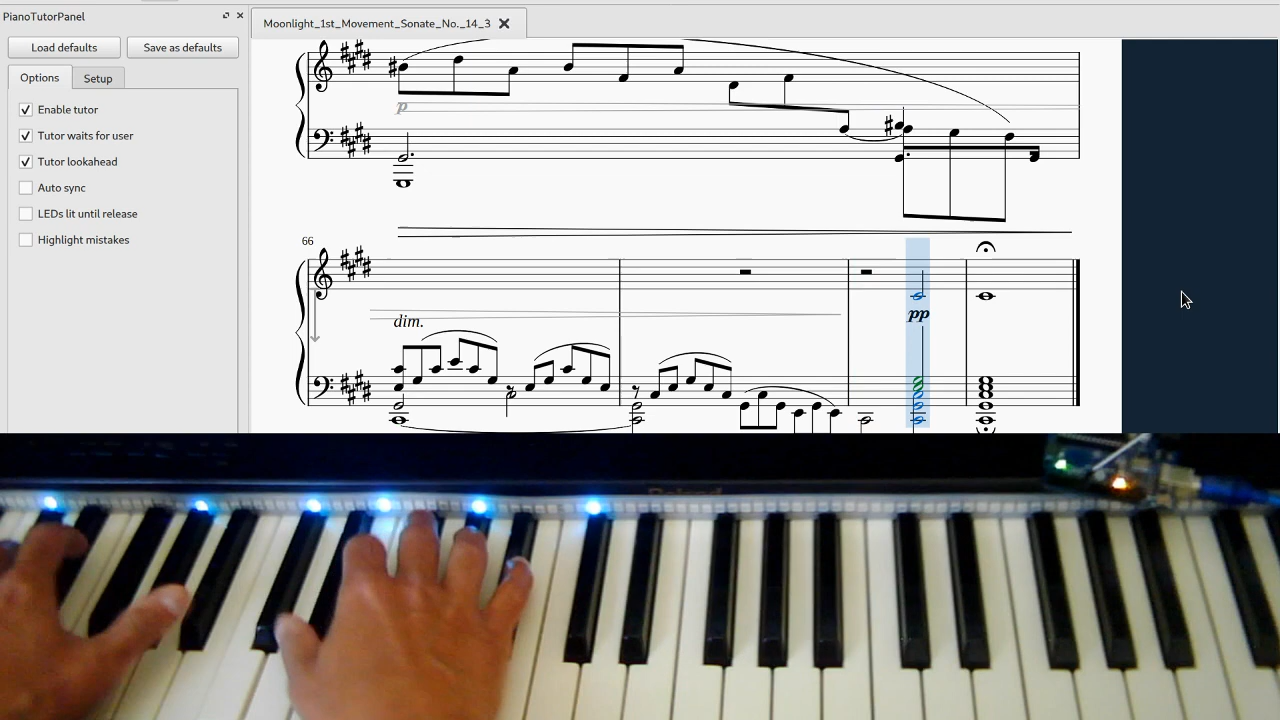 PianoTutorPanel
Moonlight_1st_Movement_Sonate_No._14_3
Load defaults
Save as defaults
Options
Setup
Enable tutor
Tutor waits for user
Tutor lookahead
Auto sync
LEDs lit until release
Highlight mistakes
p
66
dim.
pp